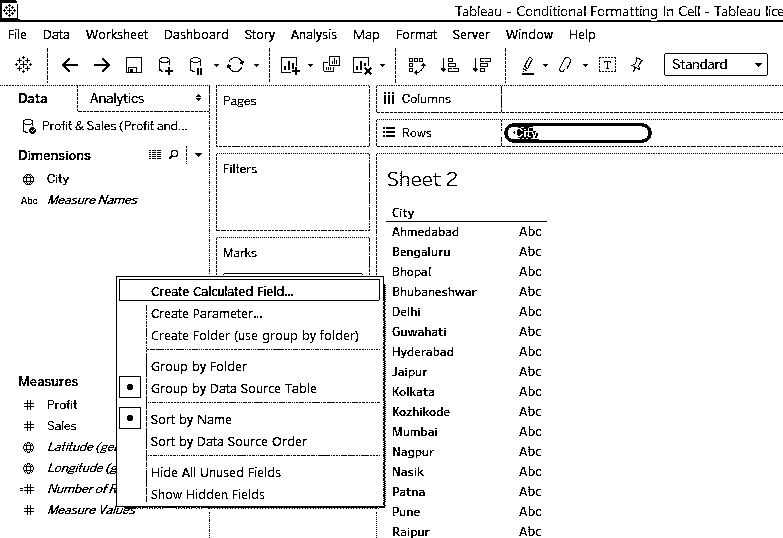 Tableau - Conditional Formatting In Cell - Tableau lice
File Data Worksheet Dashboard Story Analysis Map Format Server Window Help
Standard
Data Analytics
Profit & Sales (Profit and...
Dimensions
City
Abc Measure Names
Measures
Profit
Sales
Latitude (ge
Longitude (g
Number of R
Measure Values
Pages
Filters
Marks
Columns
Rows City
Sheet 2
City
Ahmedabad Abc
Bengaluru Abc
Bhopal Abc
Bhubaneshwar Abc
Delhi Abc
Guwahati Abc
Hyderabad Abc
Jaipur Abc
Kolkata Abc
Kozhikode Abc
Mumbai Abc
Nagpur Abc
Nasik Abc
Patna Abc
Pune Abc
Raipur Abc
Create Calculated Field...
Create Parameter...
Create Folder (use group by folder)
Group by Folder
Group by Data Source Table
Sort by Name
Sort by Data Source Order
Hide All Unused Fields
Show Hidden Fields